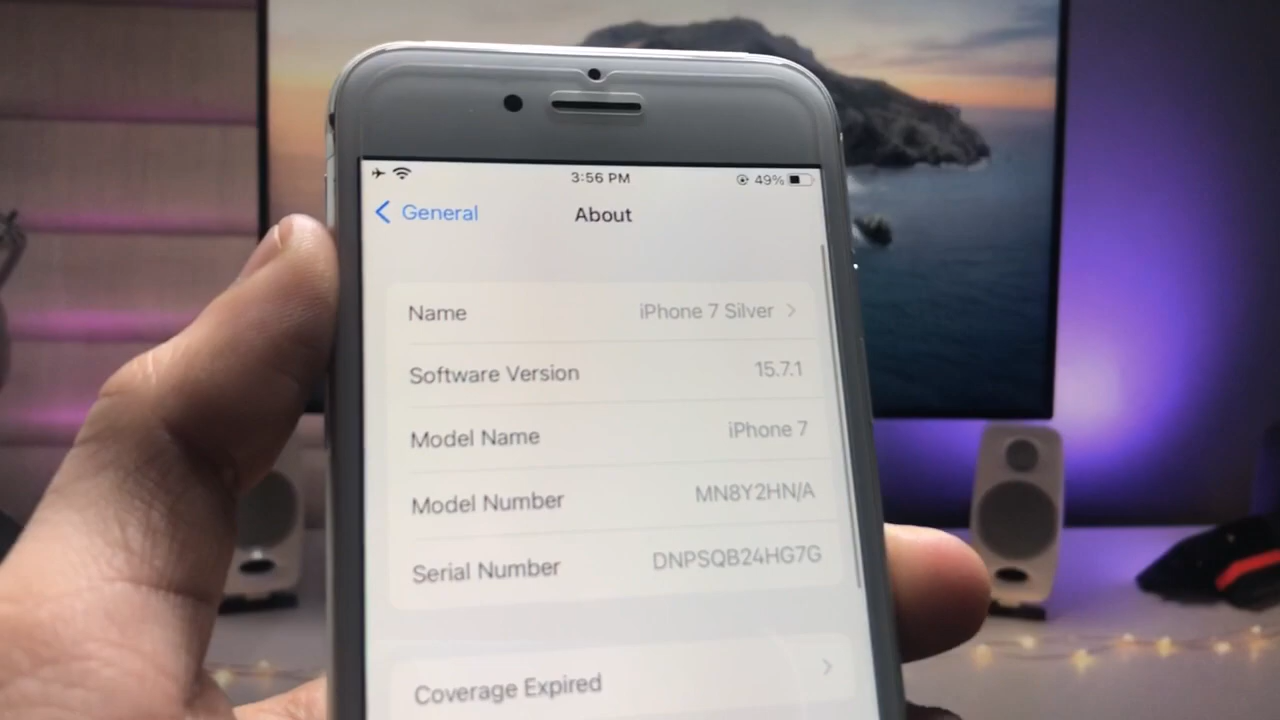 3:56 PM 49%
General About
Name iPhone 7 Silver
Software Version 15.7.1
Model Name iPhone 7
Model Number MN8Y2HN/A
Serial Number DNPSQB24HG7G
Coverage Expired